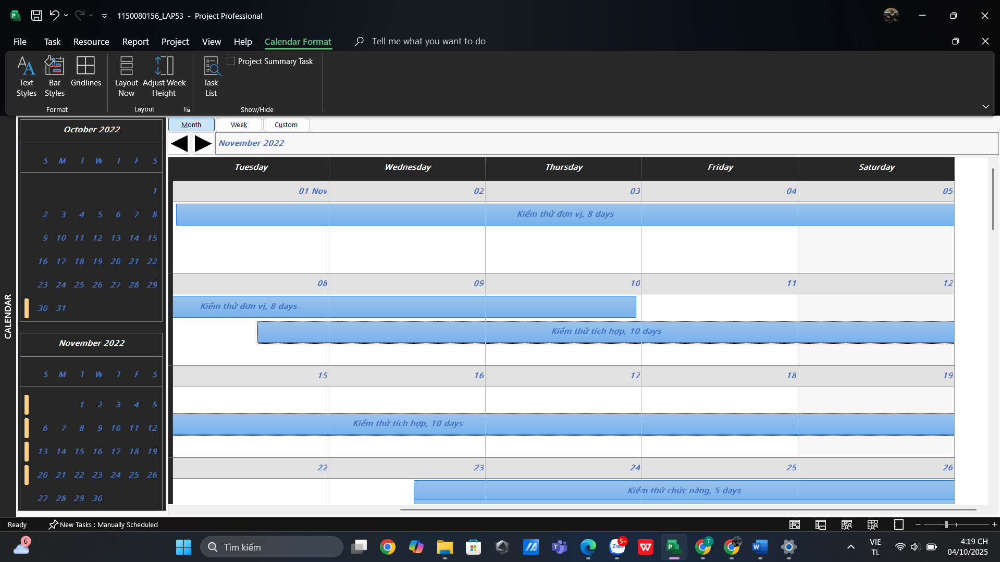 1150080156_LAP53 - Project Professional
File Task Resource Report Project View Help Calendar Format Tell me what you want to do
Text Styles
Bar Styles
Gridlines
Format
Layout Now
Adjust Week Height
Layout
Task List
Project Summary Task
Show/Hide
CALENDAR
October 2022
S M T W T F S
1
2 3 4 5 6 7 8
9 10 11 12 13 14 15
16 17 18 19 20 21 22
23 24 25 26 27 28 29
30 31
November 2022
S M T W T F S
1 2 3 4 5
6 7 8 9 10 11 12
13 14 15 16 17 18 19
20 21 22 23 24 25 26
27 28 29 30
Month Week Custom
November 2022
Tuesday Wednesday Thursday Friday Saturday
01 Nov 02 03 04 05
Kiểm thử đơn vị, 8 days
08 09 10 11 12
Kiểm thử đơn vị, 8 days
Kiểm thử tích hợp, 10 days
15 16 17 18 19
Kiểm thử tích hợp, 10 days
22 23 24 25 26
Kiểm thử chức năng, 5 days
Ready New Tasks : Manually Scheduled
6
Tìm kiếm
Zalo
5+
T
VIE
TL
4:19 CH
04/10/2025